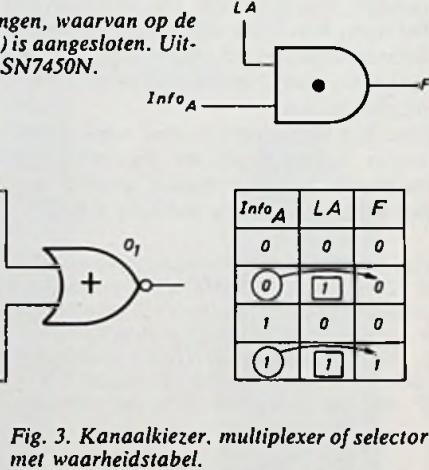 ngen, waarvan op de
) is aangesloten. Uit-
SN7450N.
LA
Info A
F
O1
+
Info A LA F
0 0 0
0 1 0
1 0 0
1 1 1
Fig. 3. Kanaalkiezer, multiplexer of selector
met waarheidstabel.